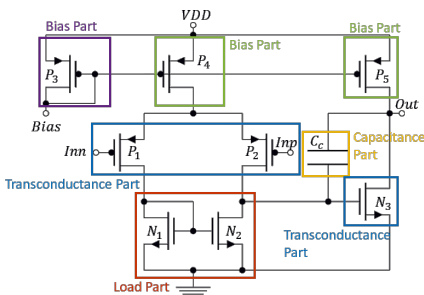 VDD
Bias Part
Bias Part
Bias Part
P3
P4
P5
Bias
Out
Inn
P1
P2
Inp
Cc
Capacitance
Part
Transconductance Part
N1
N2
N3
Transconductance
Part
Load Part